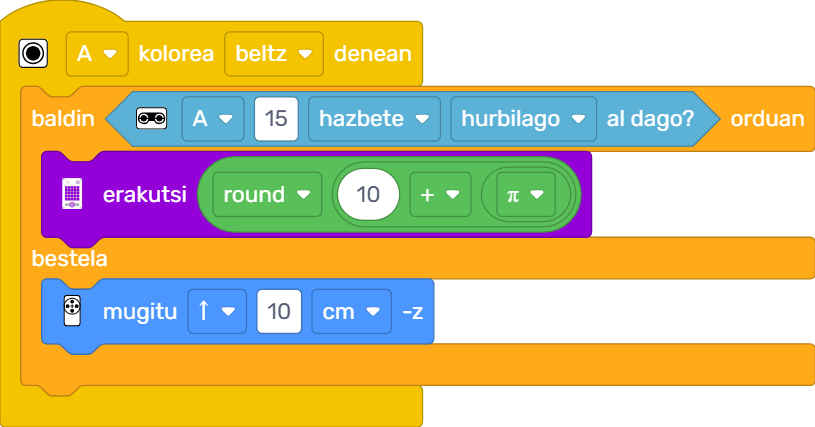 A kolorea beltz denean
baldin A 15 hazbete hurbilago al dago? orduan
erakutsi round 10 + π
bestela
mugitu ↑ 10 cm -z